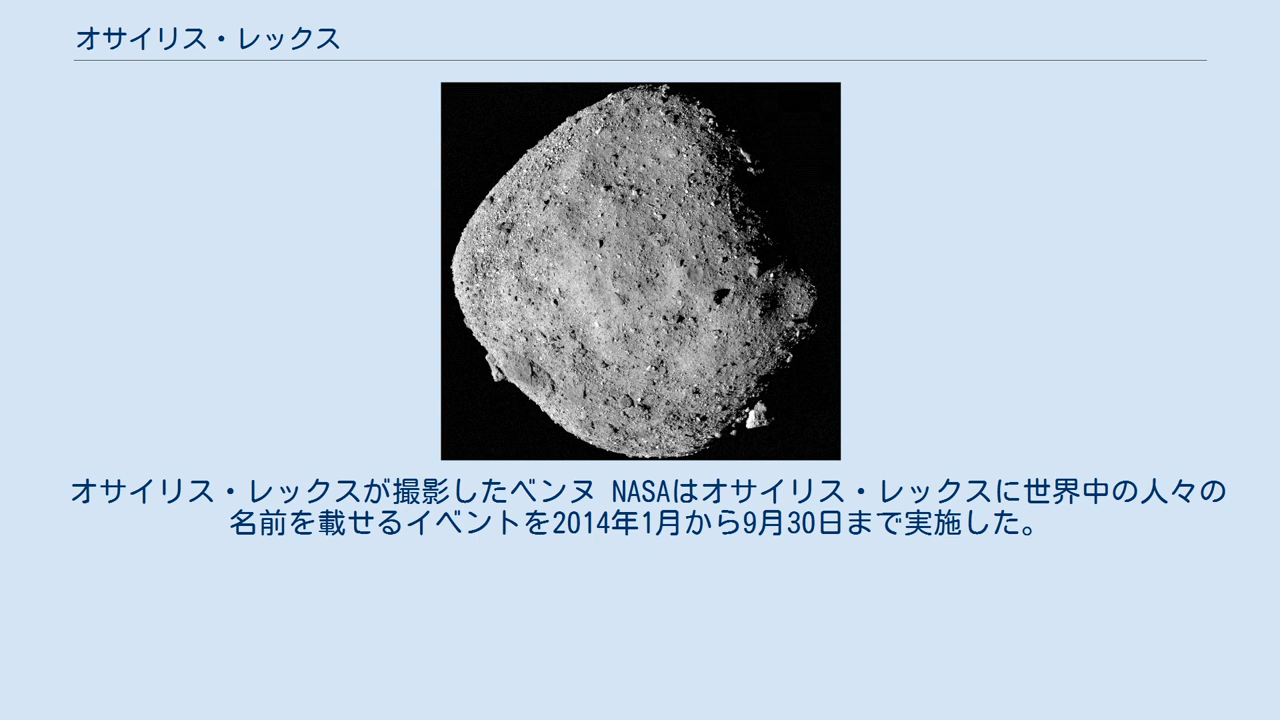 オサイリス・レックス
オサイリス・レックスが撮影したベンヌ NASAはオサイリス・レックスに世界中の人々の
名前を載せるイベントを2014年1月から9月30日まで実施した。